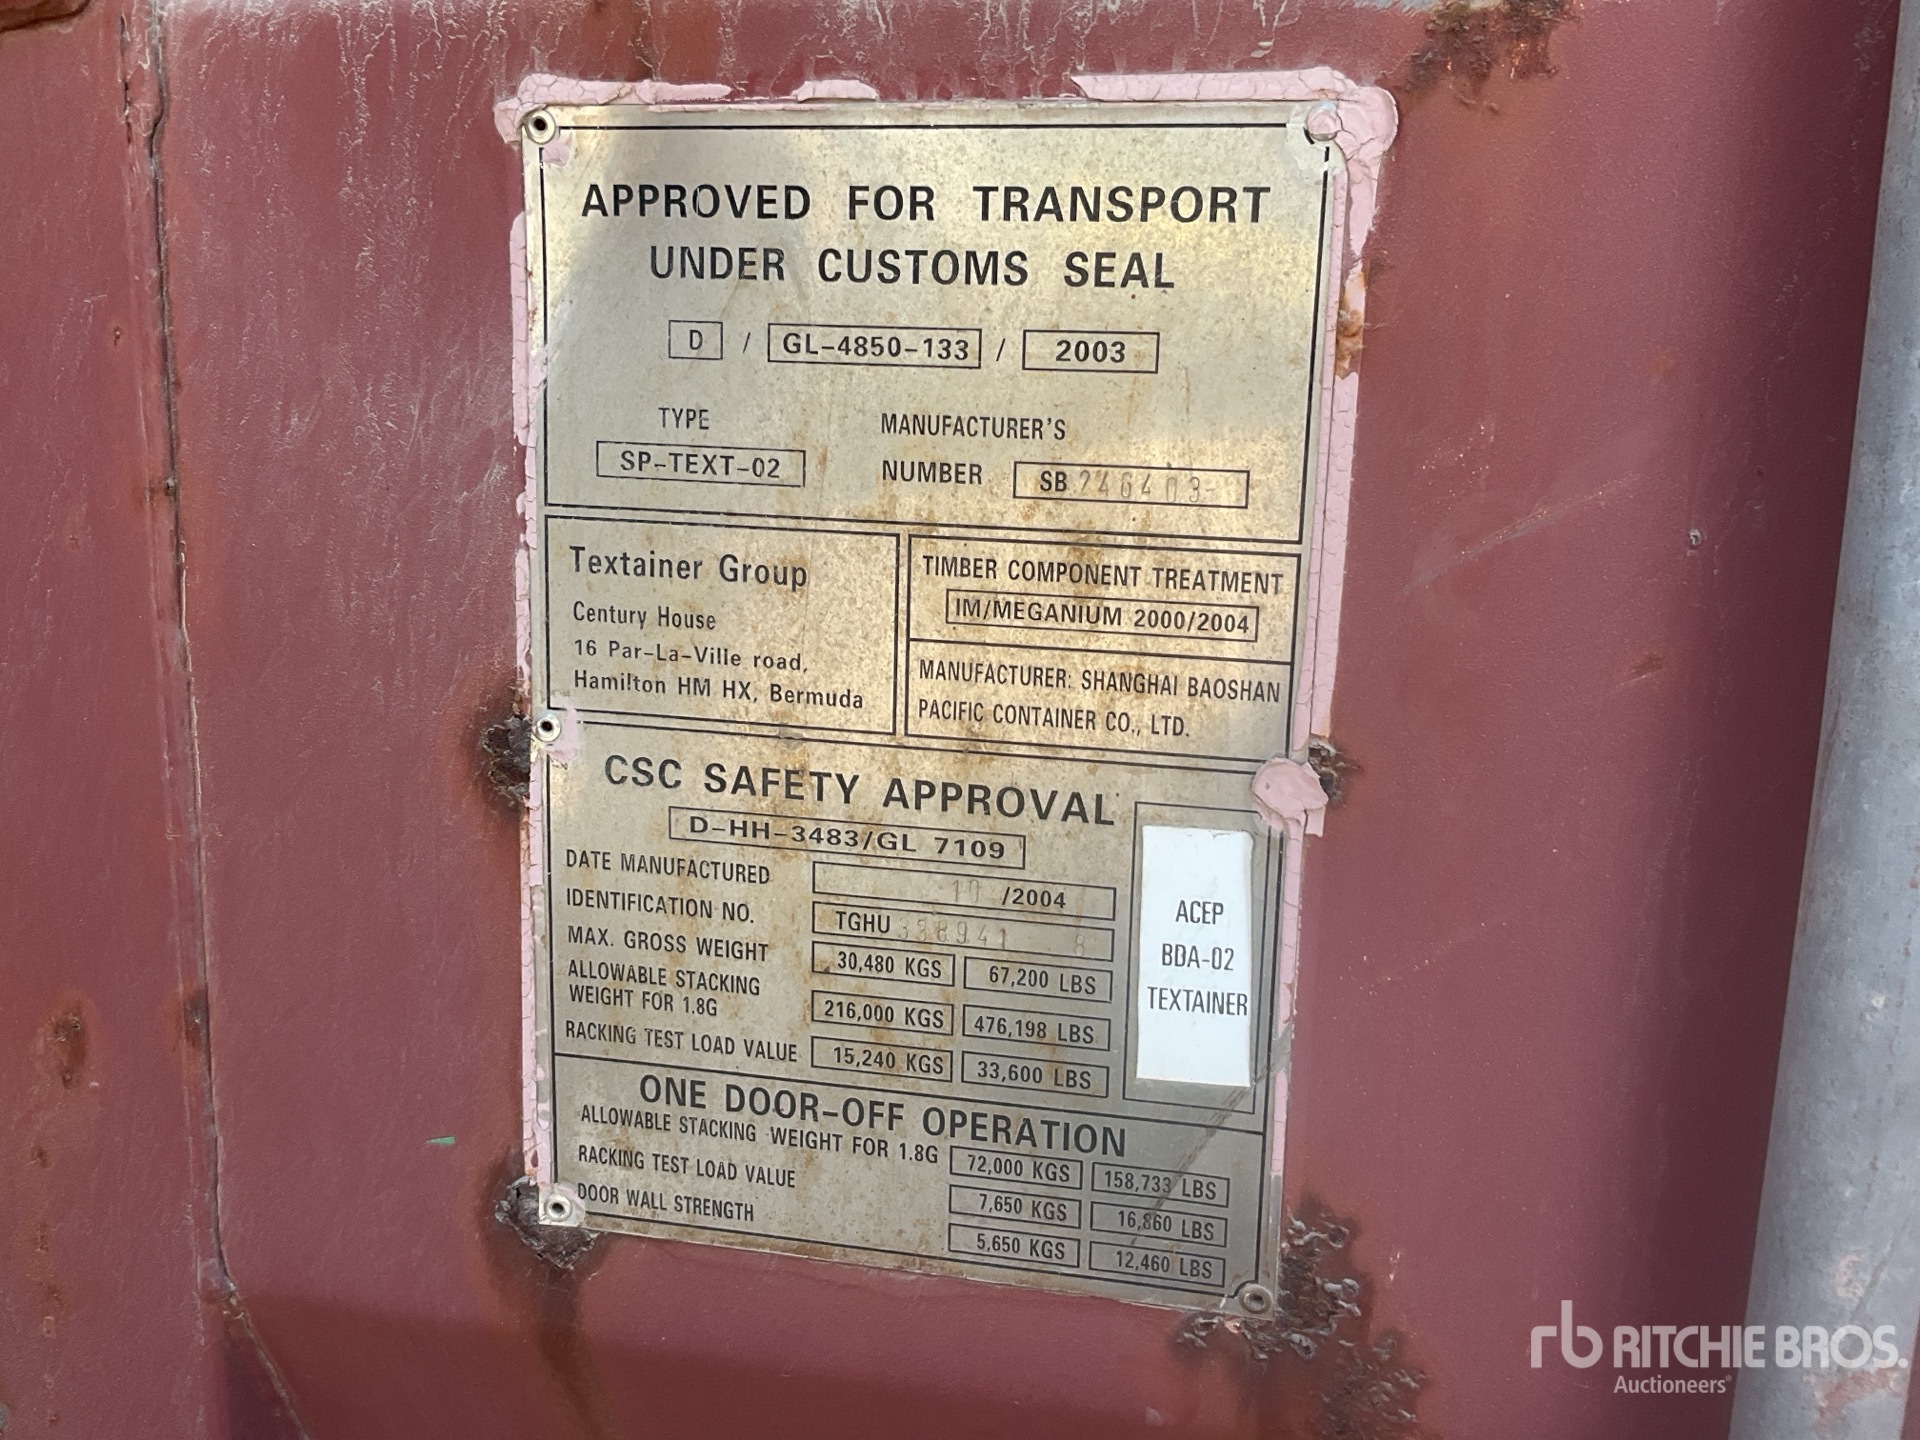 APPROVED FOR TRANSPORT
UNDER CUSTOMS SEAL
D / GL-4850-133 / 2003
TYPE
SP-TEXT-02
MANUFACTURER'S
NUMBER SB
Textainer Group
Century House
16 Par-La-Ville road,
Hamilton HM HX, Bermuda
TIMBER COMPONENT TREATMENT
IM/MEGANIUM 2000/2004
MANUFACTURER: SHANGHAI BAOSHAN
PACIFIC CONTAINER CO., LTD.
CSC SAFETY APPROVAL
D-HH-3483/GL 7109
DATE MANUFACTURED 10 /2004
IDENTIFICATION NO. TGHU
MAX. GROSS WEIGHT 30,480 KGS 67,200 LBS
ALLOWABLE STACKING
WEIGHT FOR 1.8G 216,000 KGS 476,198 LBS
RACKING TEST LOAD VALUE 15,240 KGS 33,600 LBS
ACEP
BDA-02
TEXTAINER
ONE DOOR-OFF OPERATION
ALLOWABLE STACKING WEIGHT FOR 1.8G 72,000 KGS 158,733 LBS
RACKING TEST LOAD VALUE 7,650 KGS 16,860 LBS
DOOR WALL STRENGTH 5,650 KGS 12,460 LBS
rb RITCHIE BROS.
Auctioneers